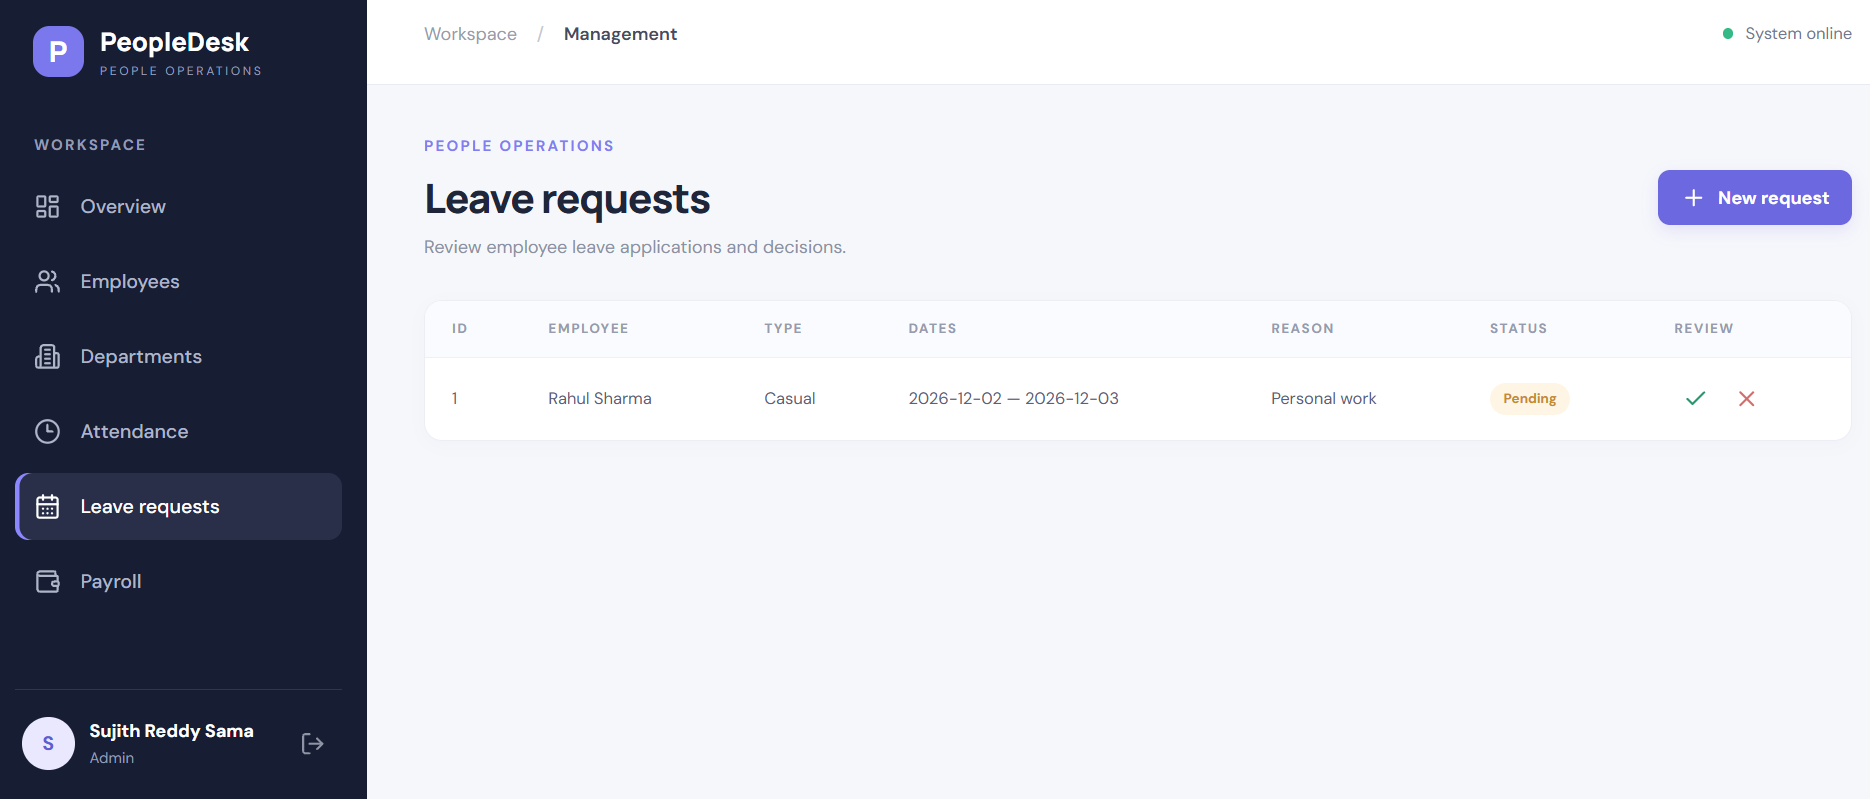 P
PeopleDesk
PEOPLE OPERATIONS
WORKSPACE
Overview
Employees
Departments
Attendance
Leave requests
Payroll
S
Sujith Reddy Sama
Admin
Workspace / Management
System online
PEOPLE OPERATIONS
Leave requests
New request
Review employee leave applications and decisions.
ID EMPLOYEE TYPE DATES REASON STATUS REVIEW
1 Rahul Sharma Casual 2026-12-02 — 2026-12-03 Personal work Pending